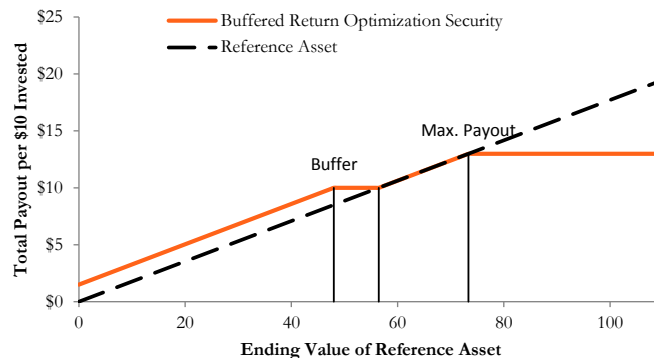 $25
Buffered Return Optimization Security
Reference Asset
$20
$15
Max. Payout
Buffer
$10
$5
$0
0 20 40 60 80 100
Total Payout per $10 Invested
Ending Value of Reference Asset